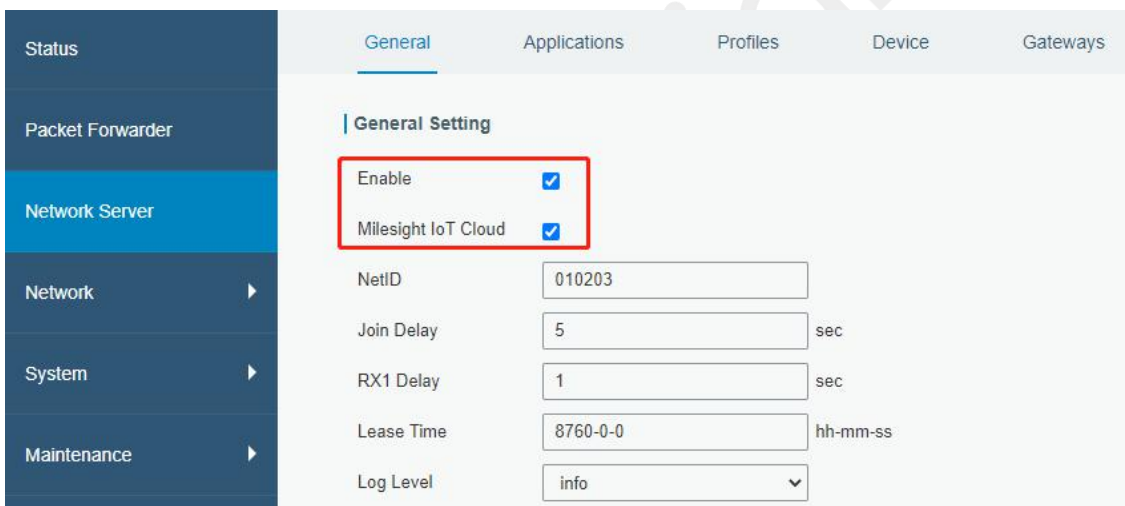 Status
Packet Forwarder
Network Server
Network
System
Maintenance
General Applications Profiles Device Gateways
General Setting
Enable
Milesight IoT Cloud
NetID 010203
Join Delay 5 sec
RX1 Delay 1 sec
Lease Time 8760-0-0 hh-mm-ss
Log Level info